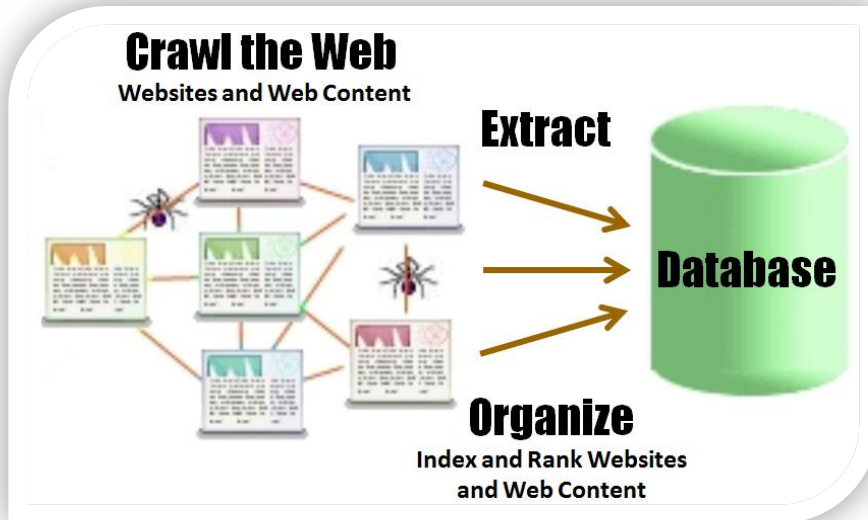 Crawl the Web
Websites and Web Content
Extract
Database
Organize
Index and Rank Websites
and Web Content